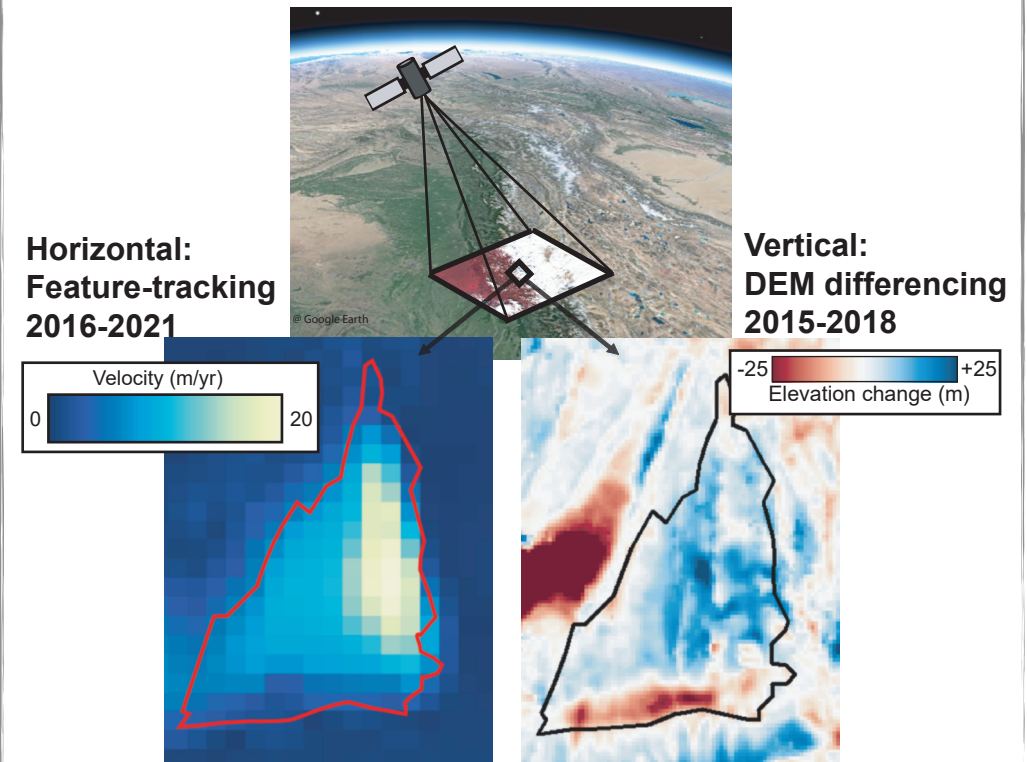 Horizontal:
Feature-tracking
2016-2021
@ Google Earth
Vertical:
DEM differencing
2015-2018
Velocity (m/yr)
0
20
-25
+25
Elevation change (m)